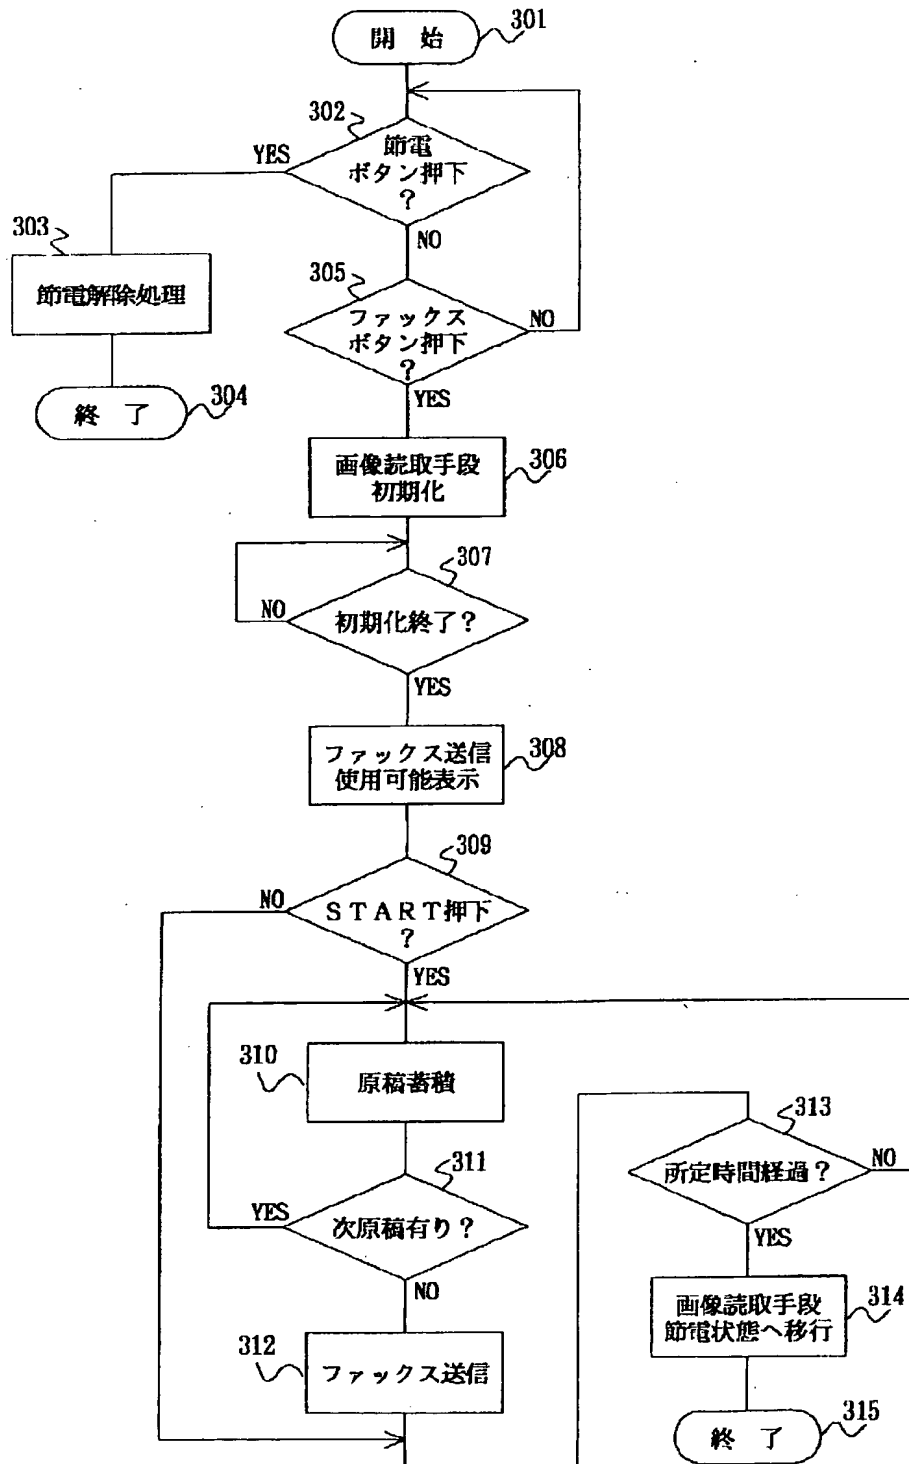 開 始
301
302
節電
ボタン押下
?
YES
NO
303
節電解除処理
終 了
304
305
ファックス
ボタン押下
?
NO
YES
画像読取手段
初期化
306
307
初期化終了?
NO
YES
ファックス送信
使用可能表示
308
309
START押下
?
NO
YES
310
原稿蓄積
311
次原稿有り?
YES
NO
312
ファックス送信
313
所定時間経過?
NO
YES
画像読取手段
節電状態へ移行
314
終 了
315